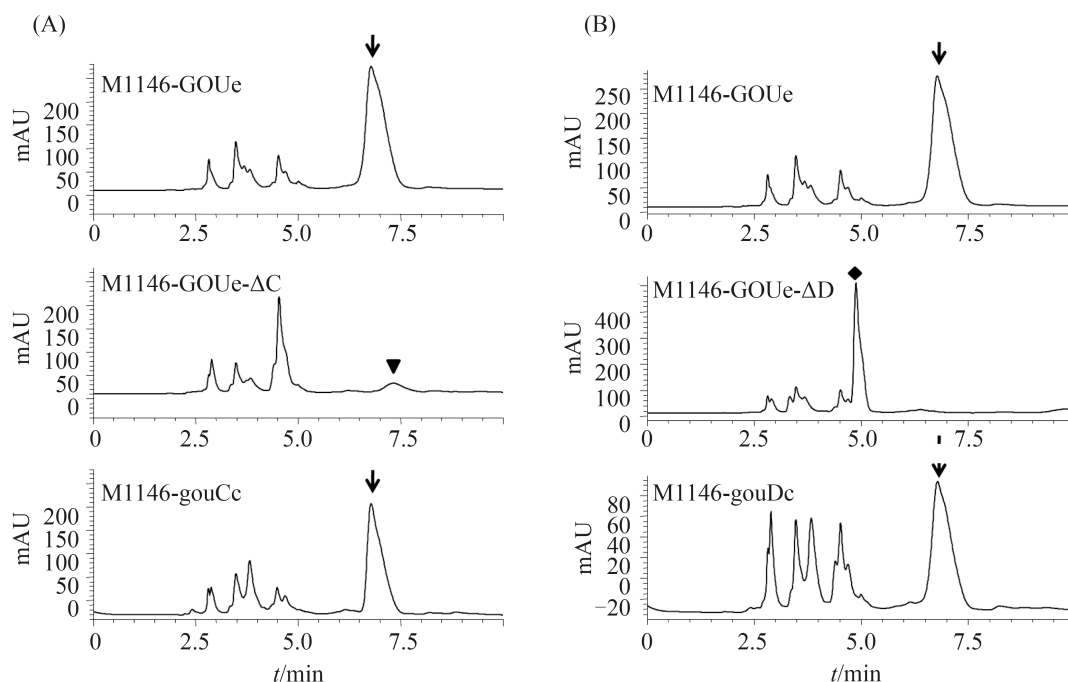 (A)
M1146-GOUe
mAU
200
150
100
50
0
0 2.5 5.0 7.5
M1146-GOUe-ΔC
mAU
200
150
100
50
0
0 2.5 5.0 7.5
M1146-gouCc
mAU
200
150
100
50
0
0 2.5 5.0 7.5
t/min
(B)
M1146-GOUe
mAU
250
200
150
100
50
0
0 2.5 5.0 7.5
M1146-GOUe-ΔD
mAU
400
300
200
100
0
0 2.5 5.0 7.5
M1146-gouDc
mAU
80
60
40
20
0
−20
0 2.5 5.0 7.5
t/min